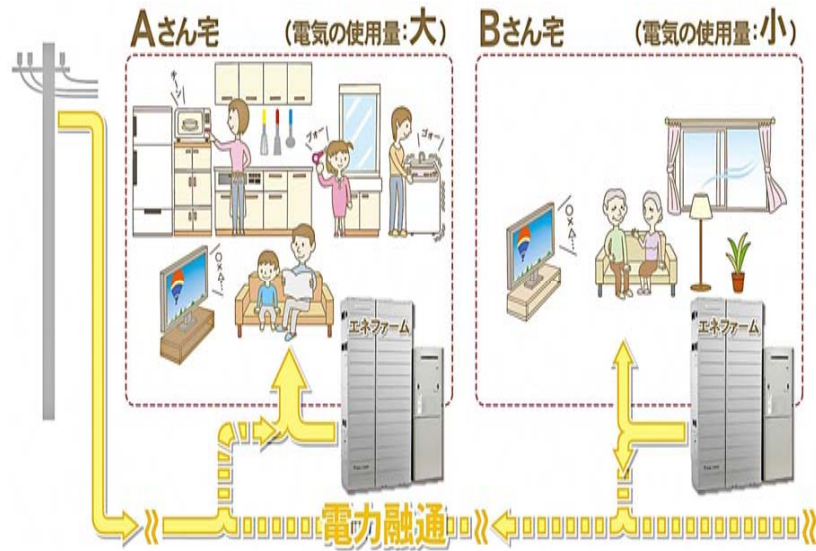 Aさん宅 (電気の使用量:大)
Bさん宅 (電気の使用量:小)
チーン
ゴォー
ゴォー
○×△…
○×△…
エネファーム
エネファーム
電力融通